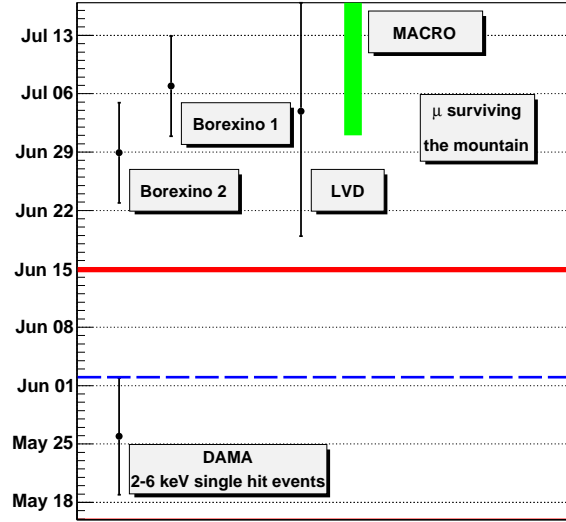 Jul 13
MACRO
Jul 06
μ surviving
the mountain
Borexino 1
Jun 29
Borexino 2
LVD
Jun 22
Jun 15
Jun 08
Jun 01
May 25
DAMA
2-6 keV single hit events
May 18